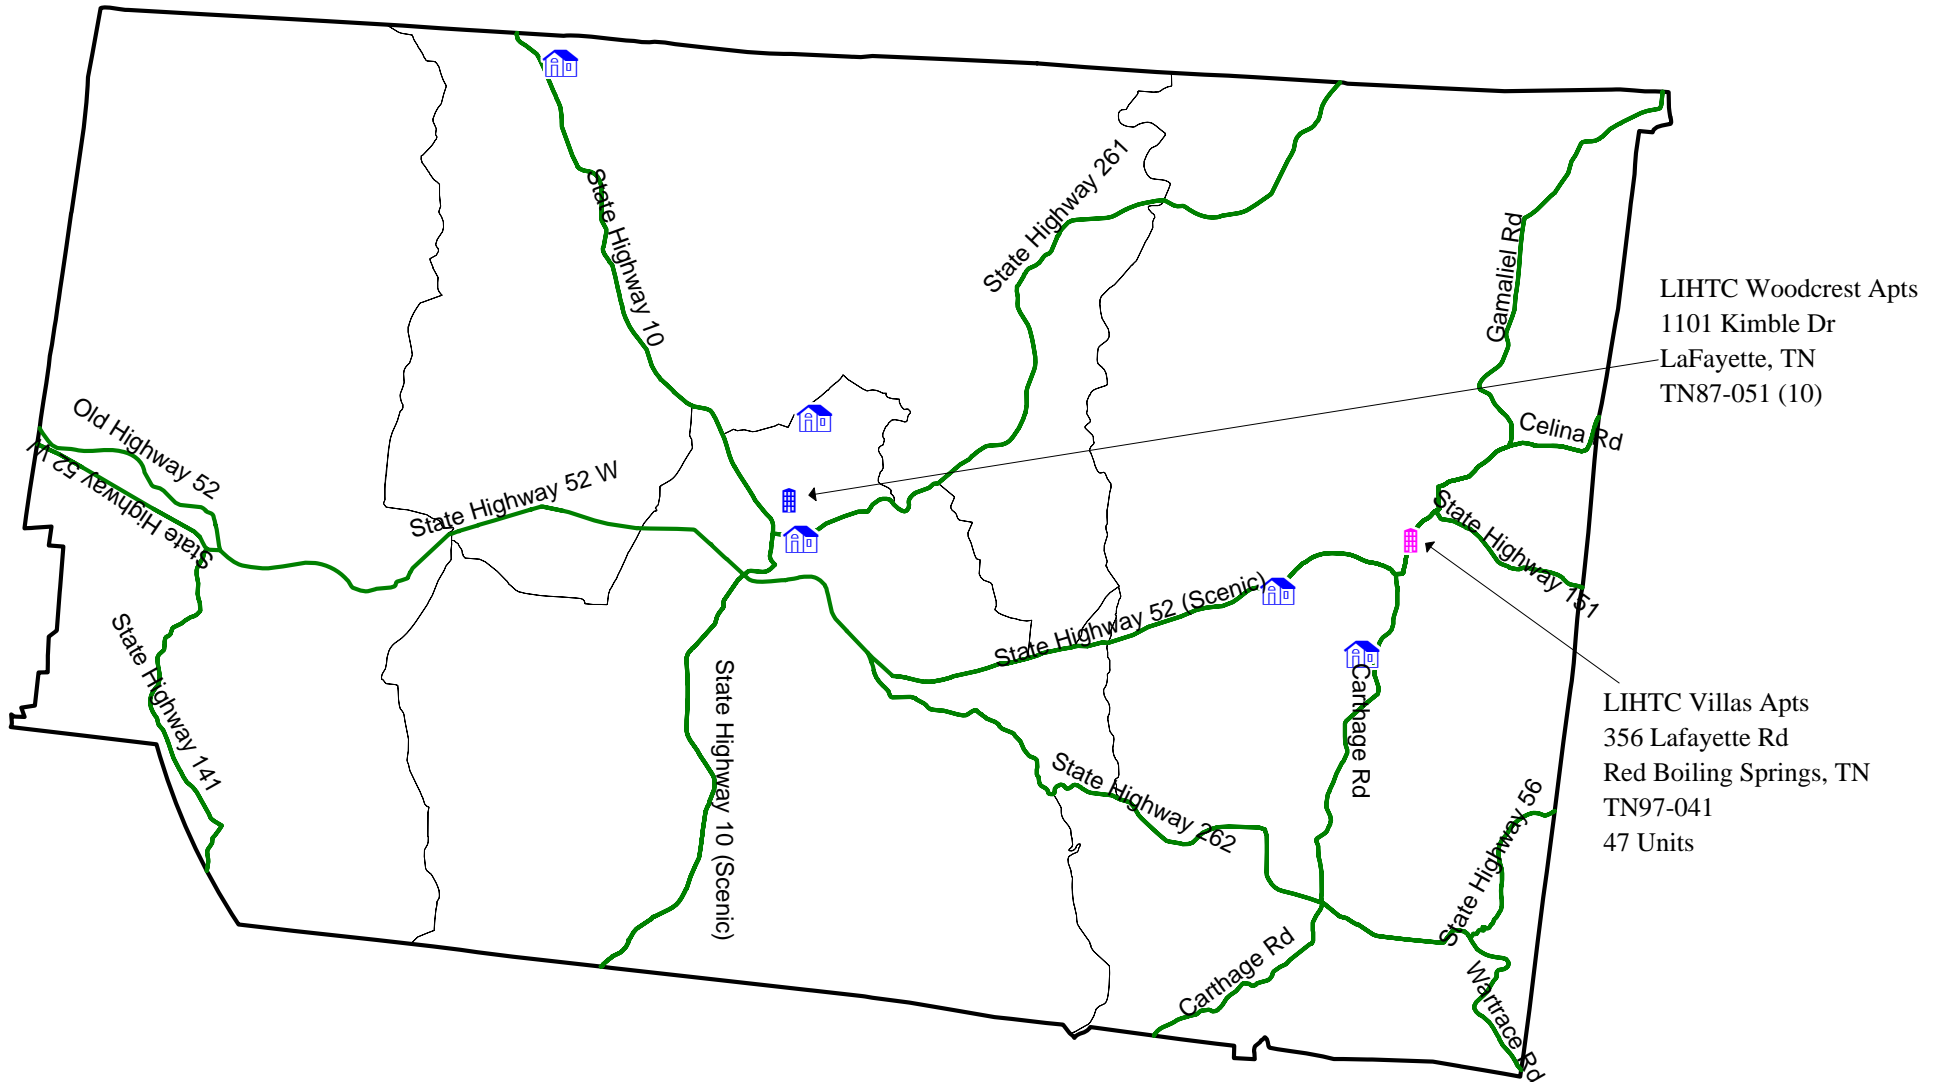 State Highway 10
State Highway 261
Gamaliel Rd
LIHTC Woodcrest Apts
1101 Kimble Dr
LaFayette, TN
TN87-051 (10)
Old Highway 52
State Highway 52 W
State Highway 52 W
Celina Rd
State Highway 151
State Highway 52 (Scenic)
State Highway 141
State Highway 10 (Scenic)
Carthage Rd
LIHTC Villas Apts
356 Lafayette Rd
Red Boiling Springs, TN
TN97-041
47 Units
State Highway 262
State Highway 56
Carthage Rd
Wartrace Rd